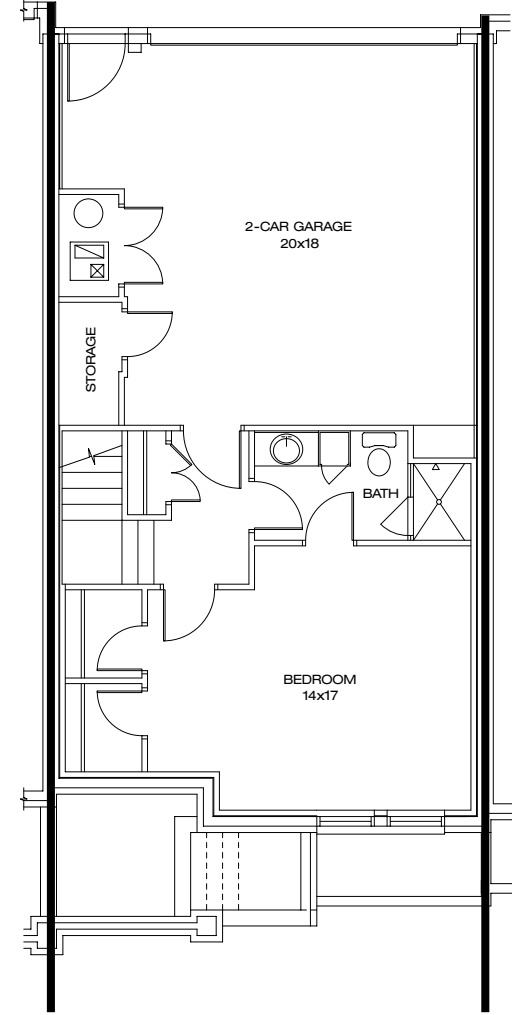 2-CAR GARAGE
20x18
STORAGE
BATH
BEDROOM
14x17